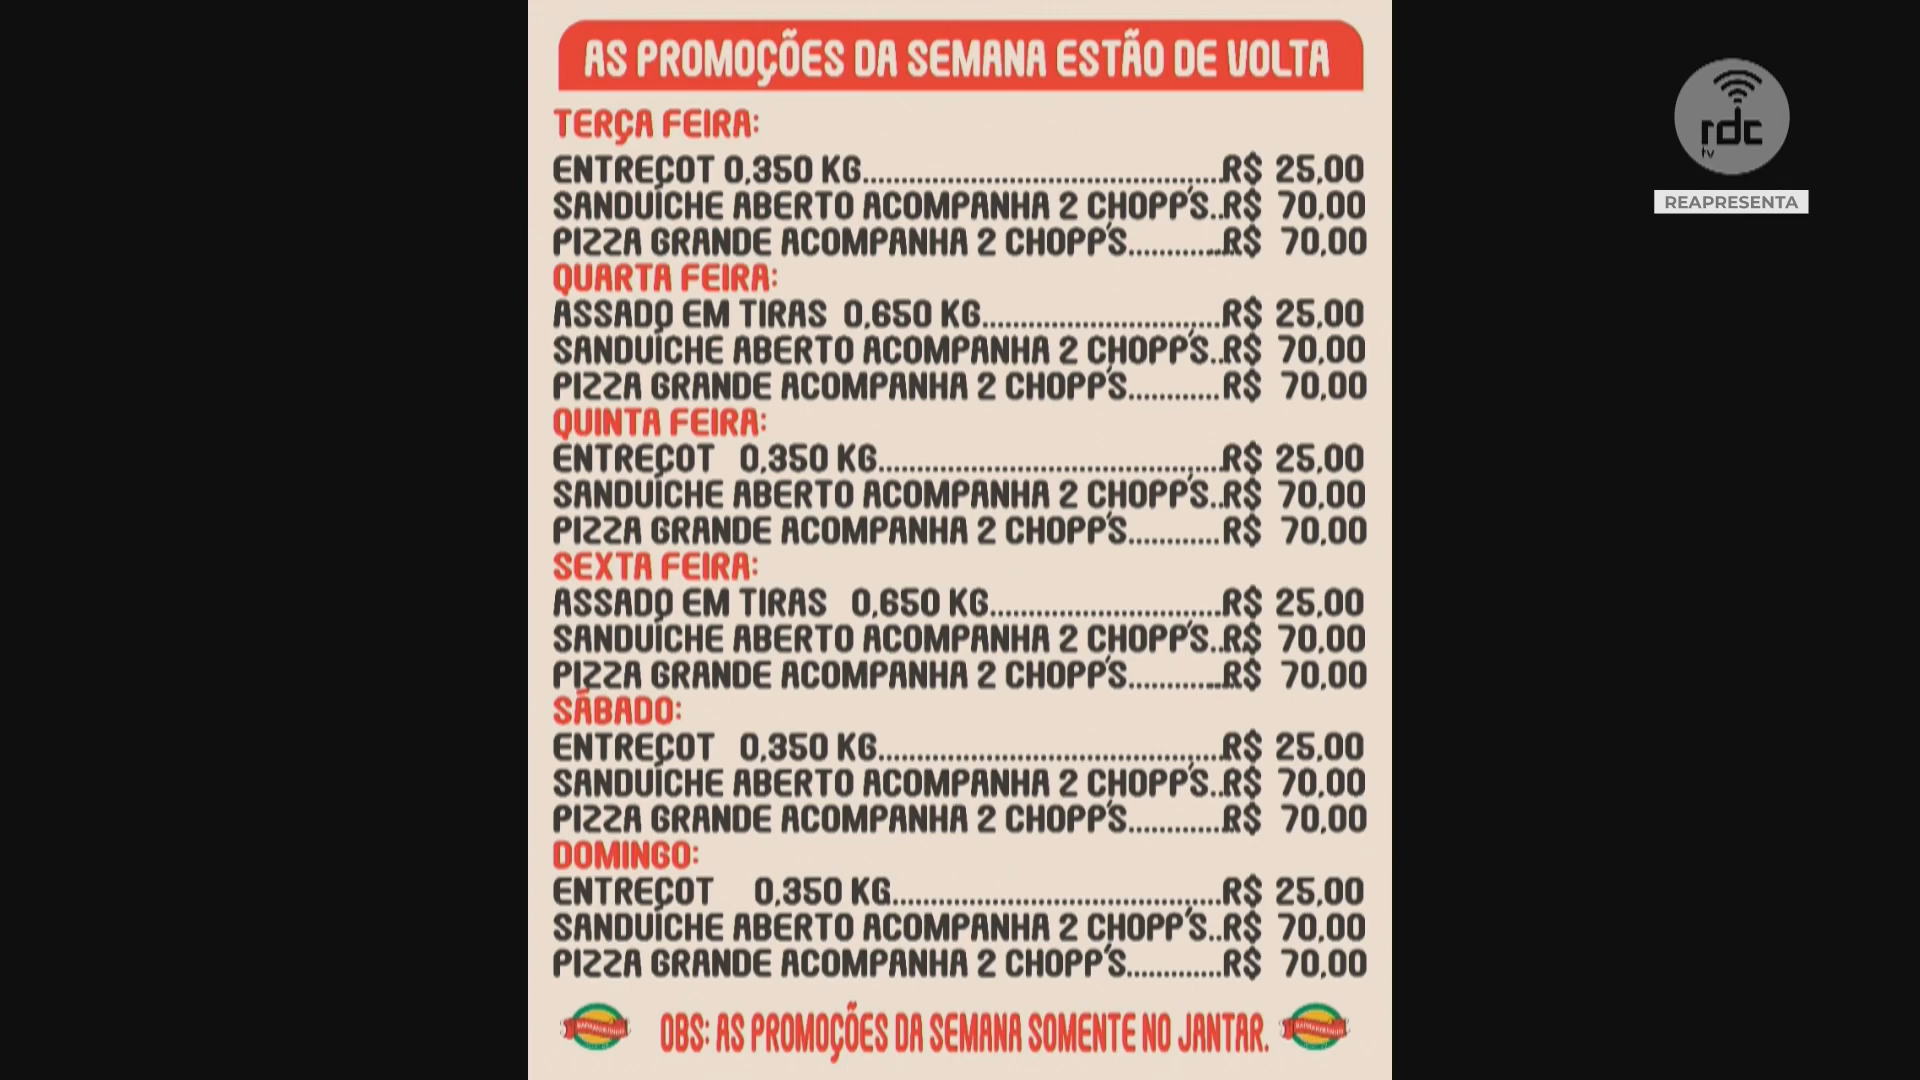 AS PROMOÇÕES DA SEMANA ESTÃO DE VOLTA
TERÇA FEIRA:
ENTREÇOT 0,350 KG..............................................R$ 25,00
SANDUÍCHE ABERTO ACOMPANHA 2 CHOPP'S..R$ 70,00
PIZZA GRANDE ACOMPANHA 2 CHOPP'S............R$ 70,00
QUARTA FEIRA:
ASSADO EM TIRAS 0,650 KG..............................R$ 25,00
SANDUÍCHE ABERTO ACOMPANHA 2 CHOPP'S..R$ 70,00
PIZZA GRANDE ACOMPANHA 2 CHOPP'S............R$ 70,00
QUINTA FEIRA:
ENTREÇOT 0,350 KG............................................R$ 25,00
SANDUÍCHE ABERTO ACOMPANHA 2 CHOPP'S..R$ 70,00
PIZZA GRANDE ACOMPANHA 2 CHOPP'S............R$ 70,00
SEXTA FEIRA:
ASSADO EM TIRAS 0,650 KG..............................R$ 25,00
SANDUÍCHE ABERTO ACOMPANHA 2 CHOPP'S..R$ 70,00
PIZZA GRANDE ACOMPANHA 2 CHOPP'S............R$ 70,00
SÁBADO:
ENTREÇOT 0,350 KG............................................R$ 25,00
SANDUÍCHE ABERTO ACOMPANHA 2 CHOPP'S..R$ 70,00
PIZZA GRANDE ACOMPANHA 2 CHOPP'S............R$ 70,00
DOMINGO:
ENTREÇOT 0,350 KG..........................................R$ 25,00
SANDUÍCHE ABERTO ACOMPANHA 2 CHOPP'S..R$ 70,00
PIZZA GRANDE ACOMPANHA 2 CHOPP'S............R$ 70,00
OBS: AS PROMOÇÕES DA SEMANA SOMENTE NO JANTAR.
rdc
tv
REAPRESENTA